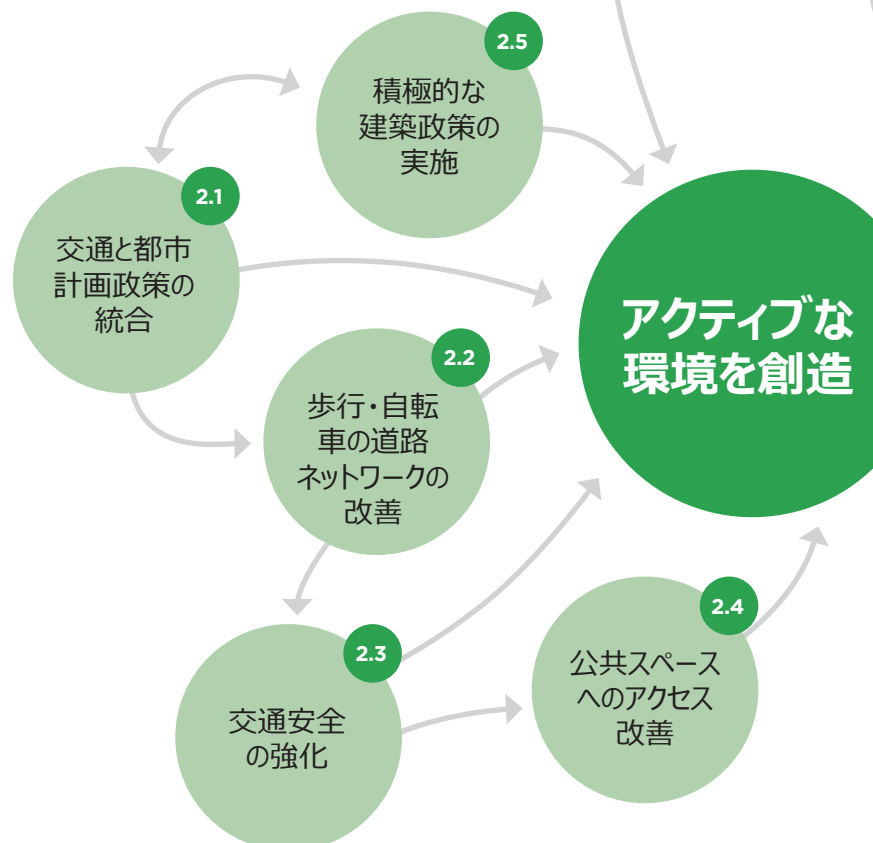 2.5
積極的な
建築政策の
実施
2.1
交通と都市
計画政策の
統合
アクティブな
環境を創造
2.2
歩行・自転
車の道路
ネットワークの
改善
2.3
交通安全
の強化
2.4
公共スペース
へのアクセス
改善